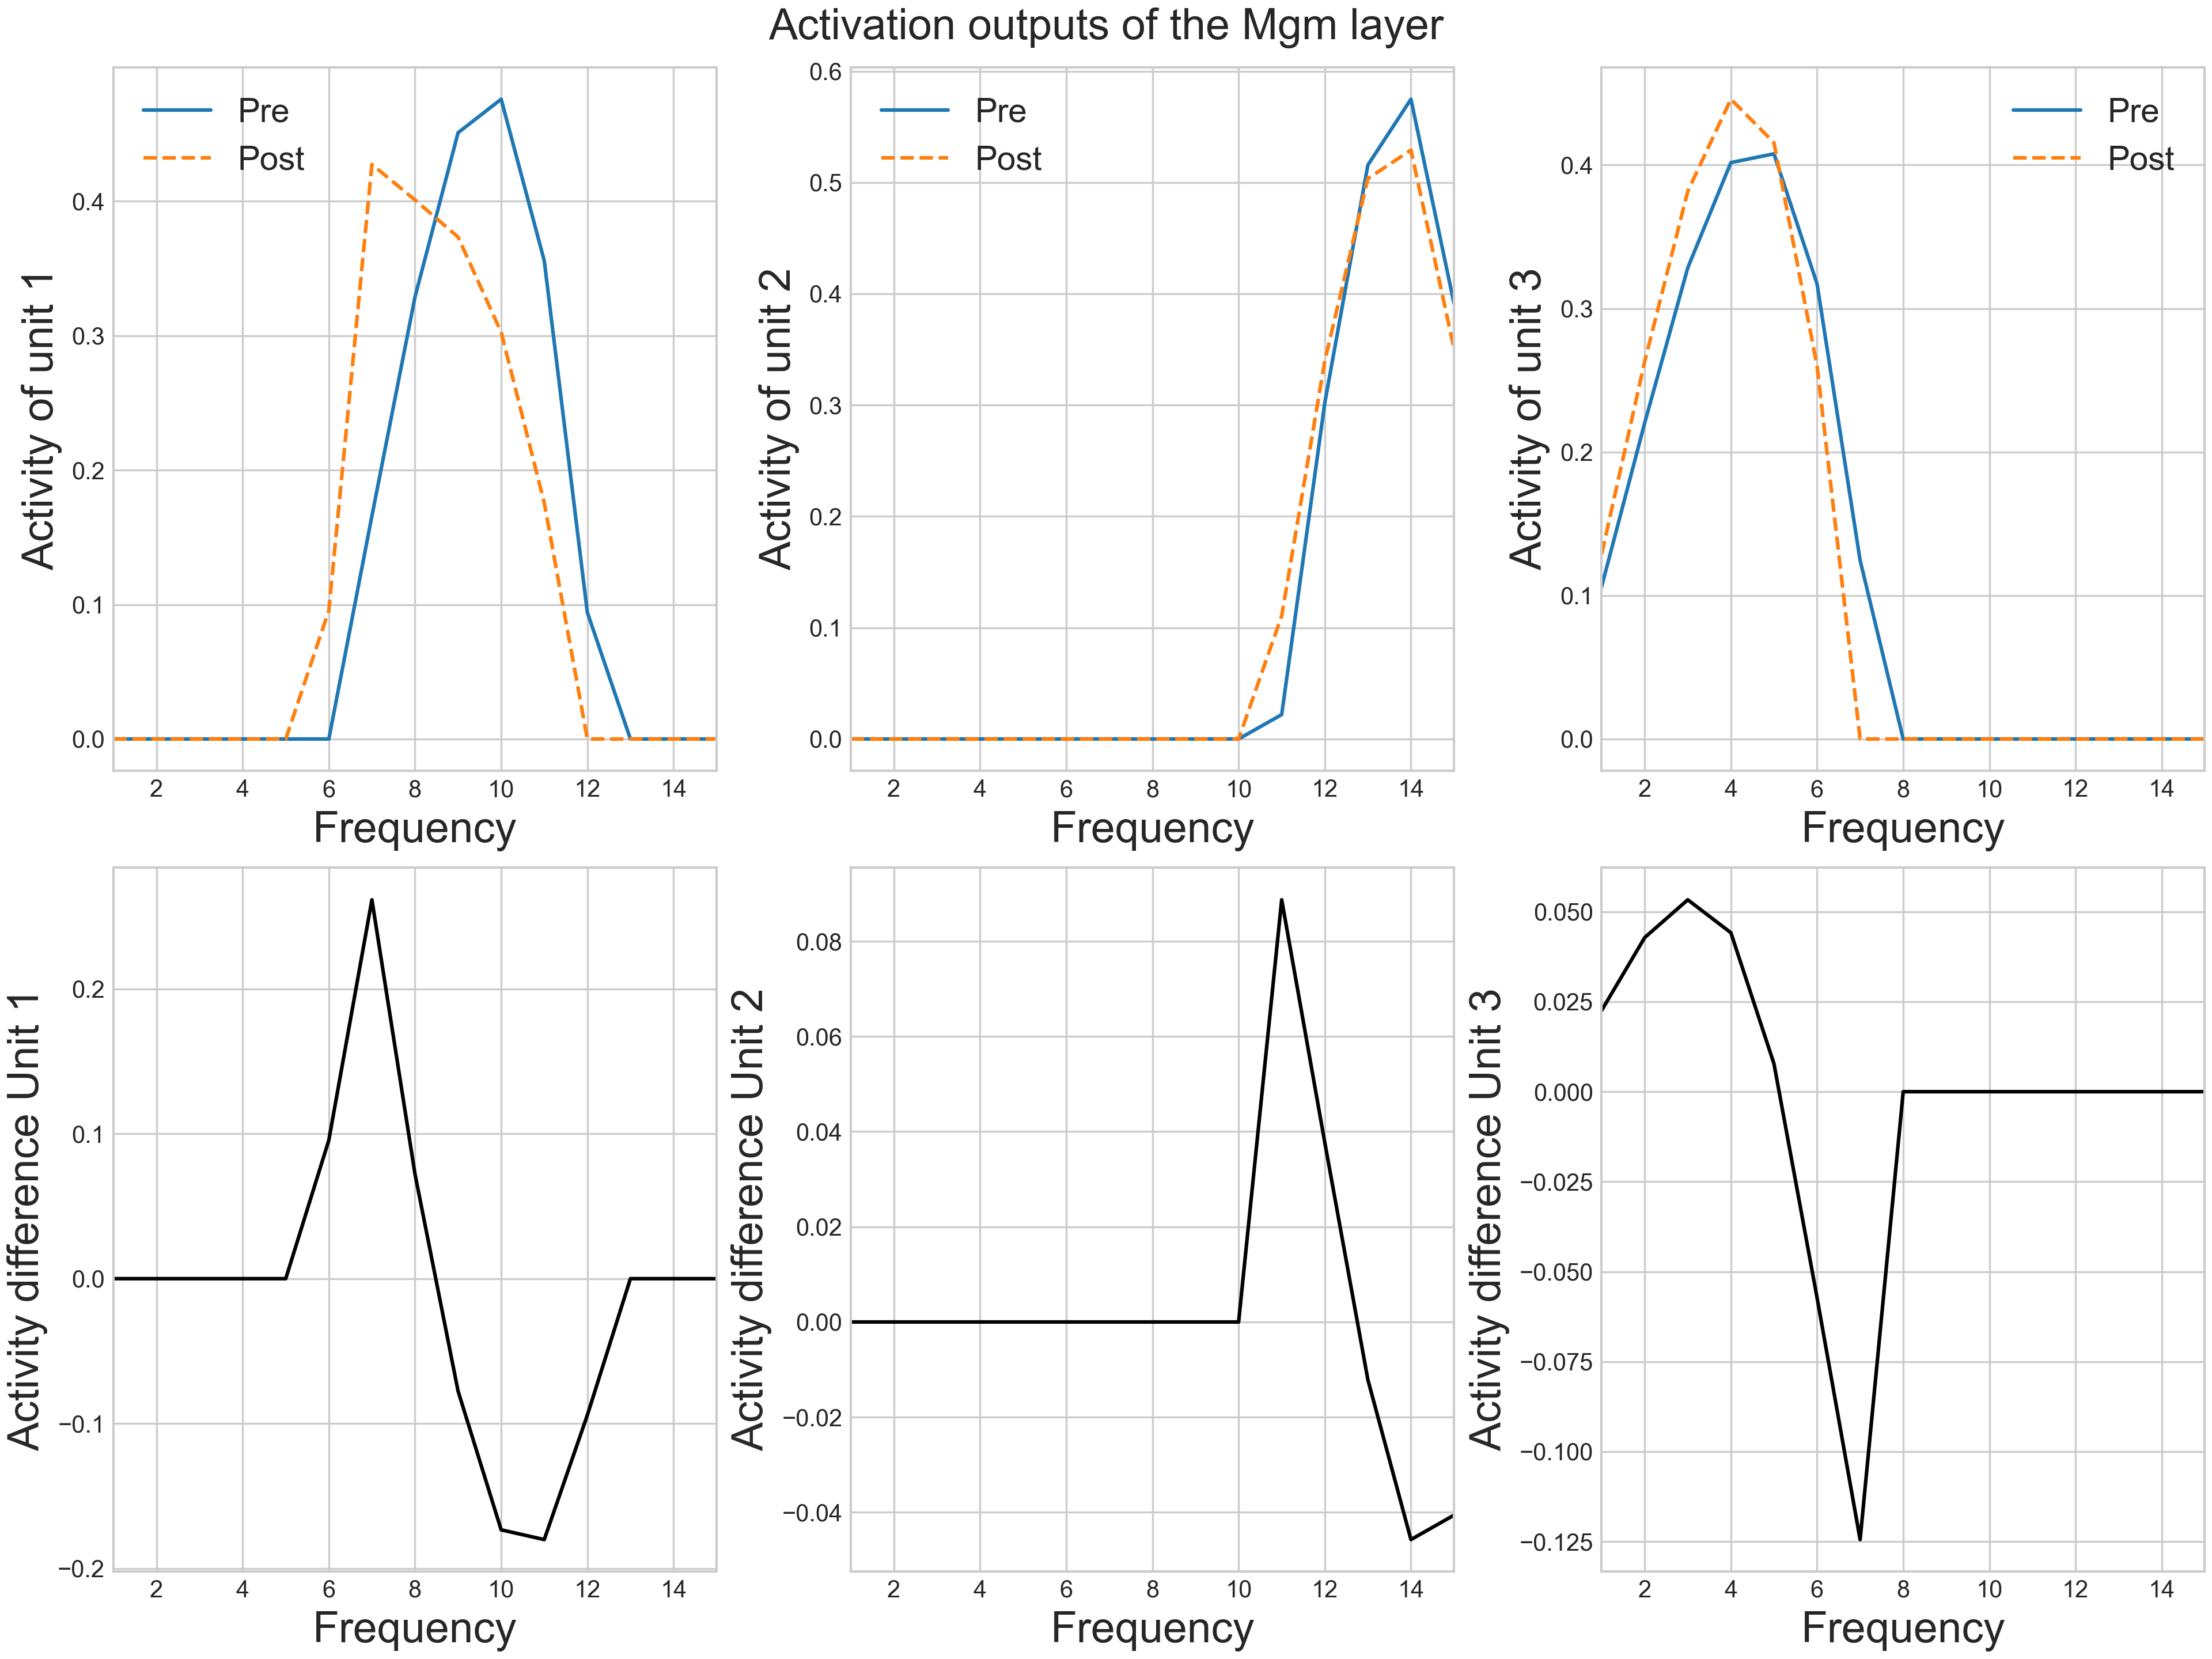 Activation outputs of the Mgm layer
Activity of unit 1
Pre
Post
0.4
0.3
0.2
0.1
0.0
2 4 6 8 10 12 14
Frequency
Activity of unit 2
Pre
Post
0.6
0.5
0.4
0.3
0.2
0.1
0.0
2 4 6 8 10 12 14
Frequency
Activity of unit 3
Pre
Post
0.4
0.3
0.2
0.1
0.0
2 4 6 8 10 12 14
Frequency
Activity difference Unit 1
0.2
0.1
0.0
−0.1
−0.2
2 4 6 8 10 12 14
Frequency
Activity difference Unit 2
0.08
0.06
0.04
0.02
0.00
−0.02
−0.04
2 4 6 8 10 12 14
Frequency
Activity difference Unit 3
0.050
0.025
0.000
−0.025
−0.050
−0.075
−0.100
−0.125
2 4 6 8 10 12 14
Frequency